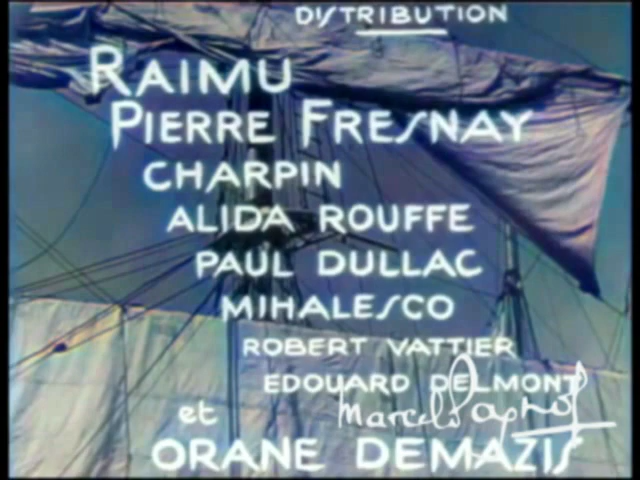 DISTRIBUTION
RAIMU
PIERRE FRESNAY
CHARPIN
ALIDA ROUFFE
PAUL DULLAC
MIHALESCO
ROBERT VATTIER
EDOUARD DELMONT
Marcel Pagnol
et
ORANE DEMAZIS